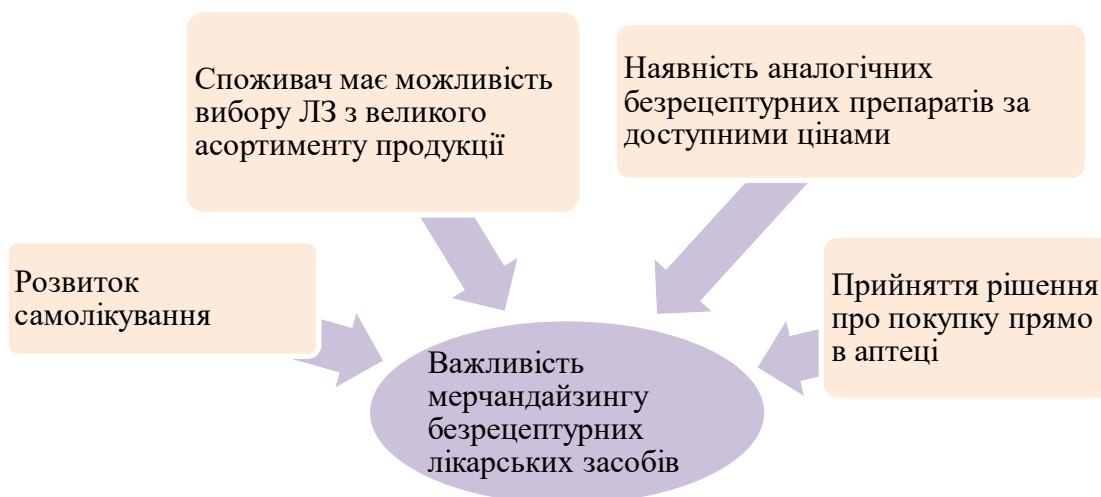 Споживач має можливість
вибору ЛЗ з великого
асортименту продукції
Наявність аналогічних
безрецептурних препаратів за
доступними цінами
Розвиток
самолікування
Прийняття рішення
про покупку прямо
в аптеці
Важливість
мерчандайзингу
безрецептурних
лікарських засобів